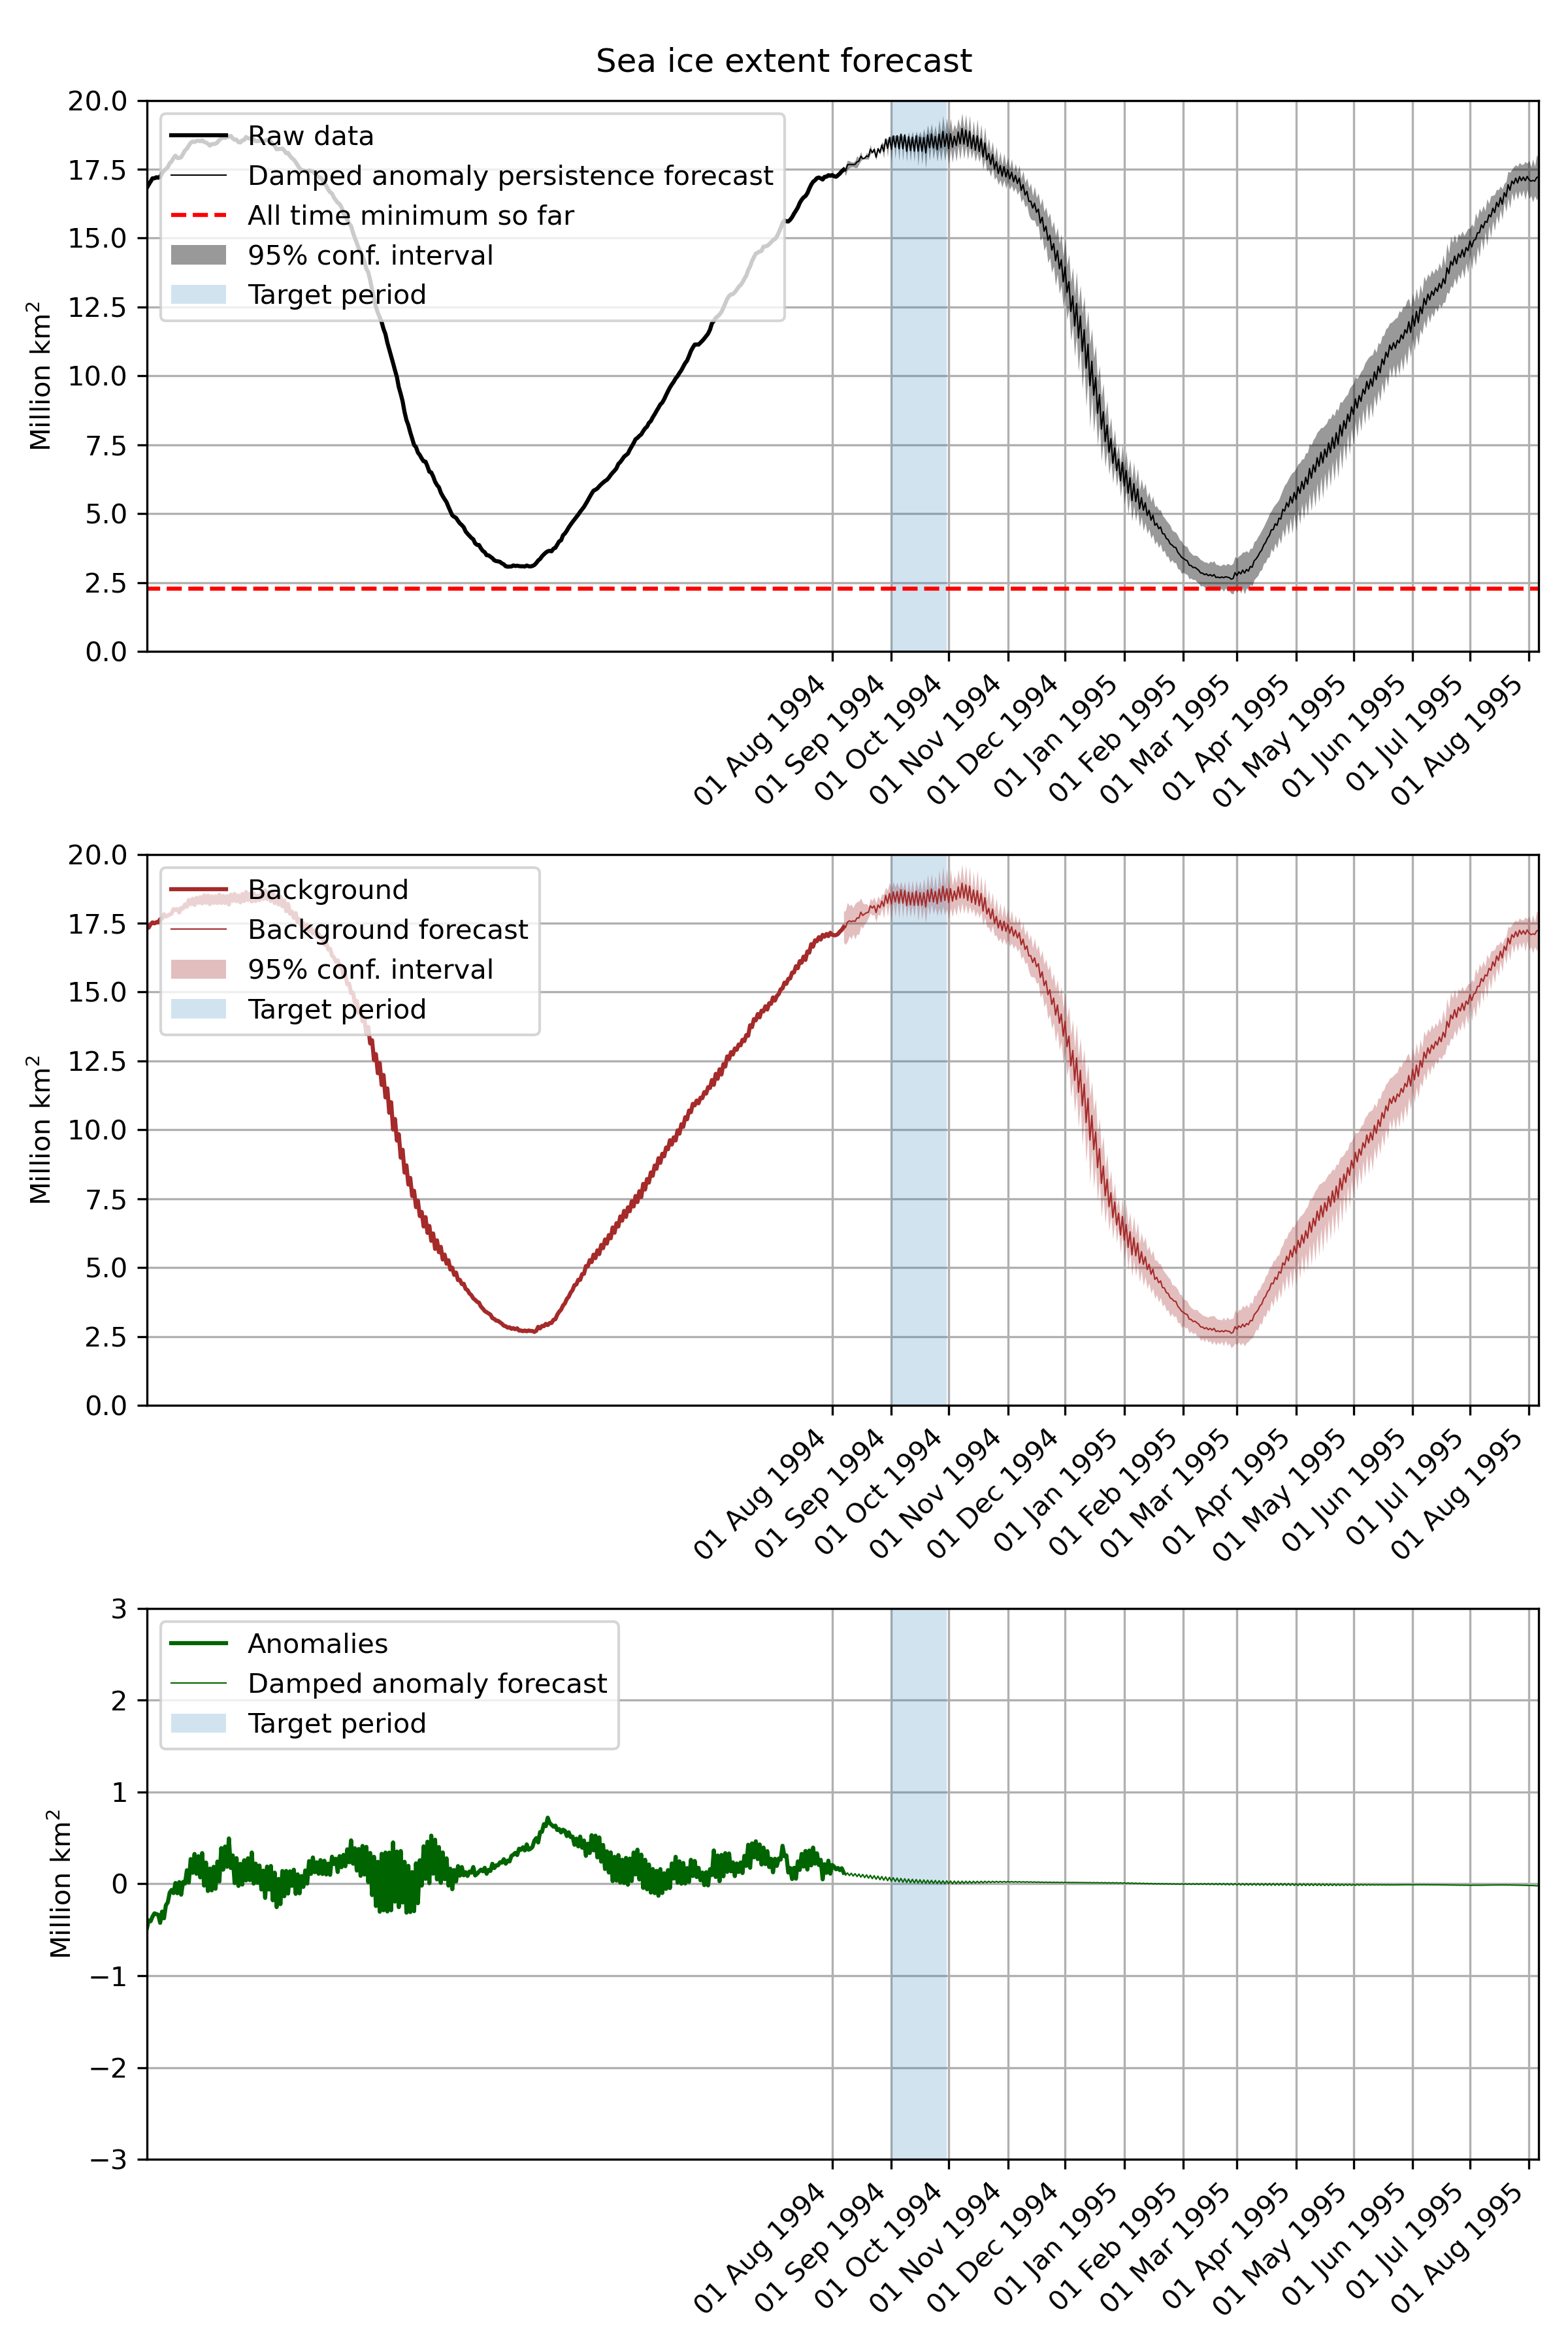 Sea ice extent forecast
20.0
17.5
15.0
12.5
10.0
7.5
5.0
2.5
0.0
Million km²
Raw data
Damped anomaly persistence forecast
All time minimum so far
95% conf. interval
Target period
01 Aug 1994
01 Sep 1994
01 Oct 1994
01 Nov 1994
01 Dec 1994
01 Jan 1995
01 Feb 1995
01 Mar 1995
01 Apr 1995
01 May 1995
01 Jun 1995
01 Jul 1995
01 Aug 1995
20.0
17.5
15.0
12.5
10.0
7.5
5.0
2.5
0.0
Million km²
Background
Background forecast
95% conf. interval
Target period
01 Aug 1994
01 Sep 1994
01 Oct 1994
01 Nov 1994
01 Dec 1994
01 Jan 1995
01 Feb 1995
01 Mar 1995
01 Apr 1995
01 May 1995
01 Jun 1995
01 Jul 1995
01 Aug 1995
3
2
1
0
−1
−2
−3
Million km²
Anomalies
Damped anomaly forecast
Target period
01 Aug 1994
01 Sep 1994
01 Oct 1994
01 Nov 1994
01 Dec 1994
01 Jan 1995
01 Feb 1995
01 Mar 1995
01 Apr 1995
01 May 1995
01 Jun 1995
01 Jul 1995
01 Aug 1995